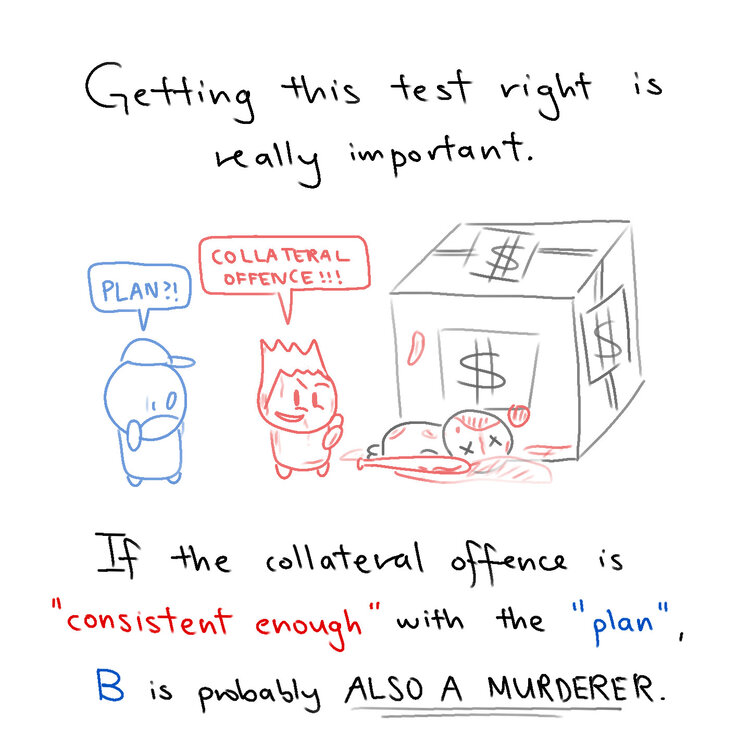 Getting this test right is
really important.
PLAN?!
COLLATERAL
OFFENCE!!!
$
$
$
If the collateral offence is
"consistent enough" with the "plan",
B is probably ALSO A MURDERER.